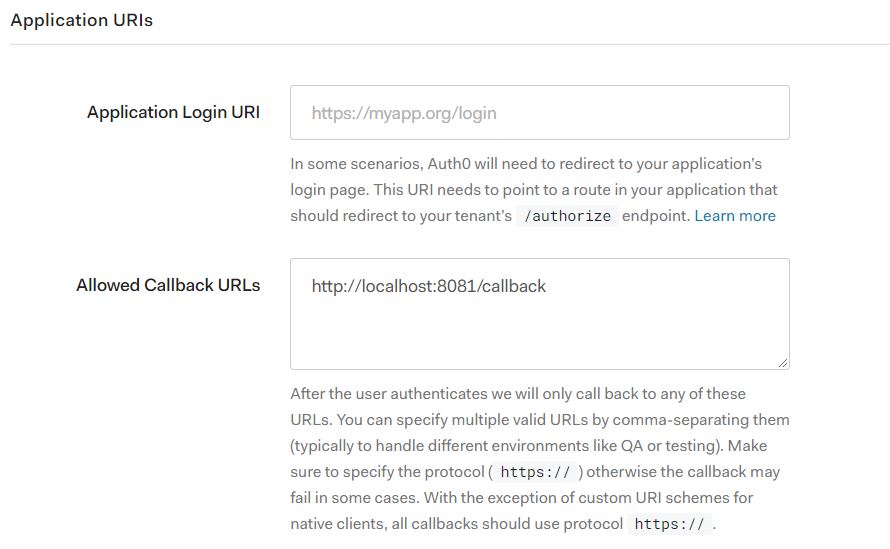 Application URIs
Application Login URI
https://myapp.org/login
In some scenarios, Auth0 will need to redirect to your application's
login page. This URI needs to point to a route in your application that
should redirect to your tenant's /authorize endpoint. Learn more
Allowed Callback URLs
http://localhost:8081/callback
After the user authenticates we will only call back to any of these
URLs. You can specify multiple valid URLs by comma-separating them
(typically to handle different environments like QA or testing). Make
sure to specify the protocol ( https:// ) otherwise the callback may
fail in some cases. With the exception of custom URI schemes for
native clients, all callbacks should use protocol https:// .